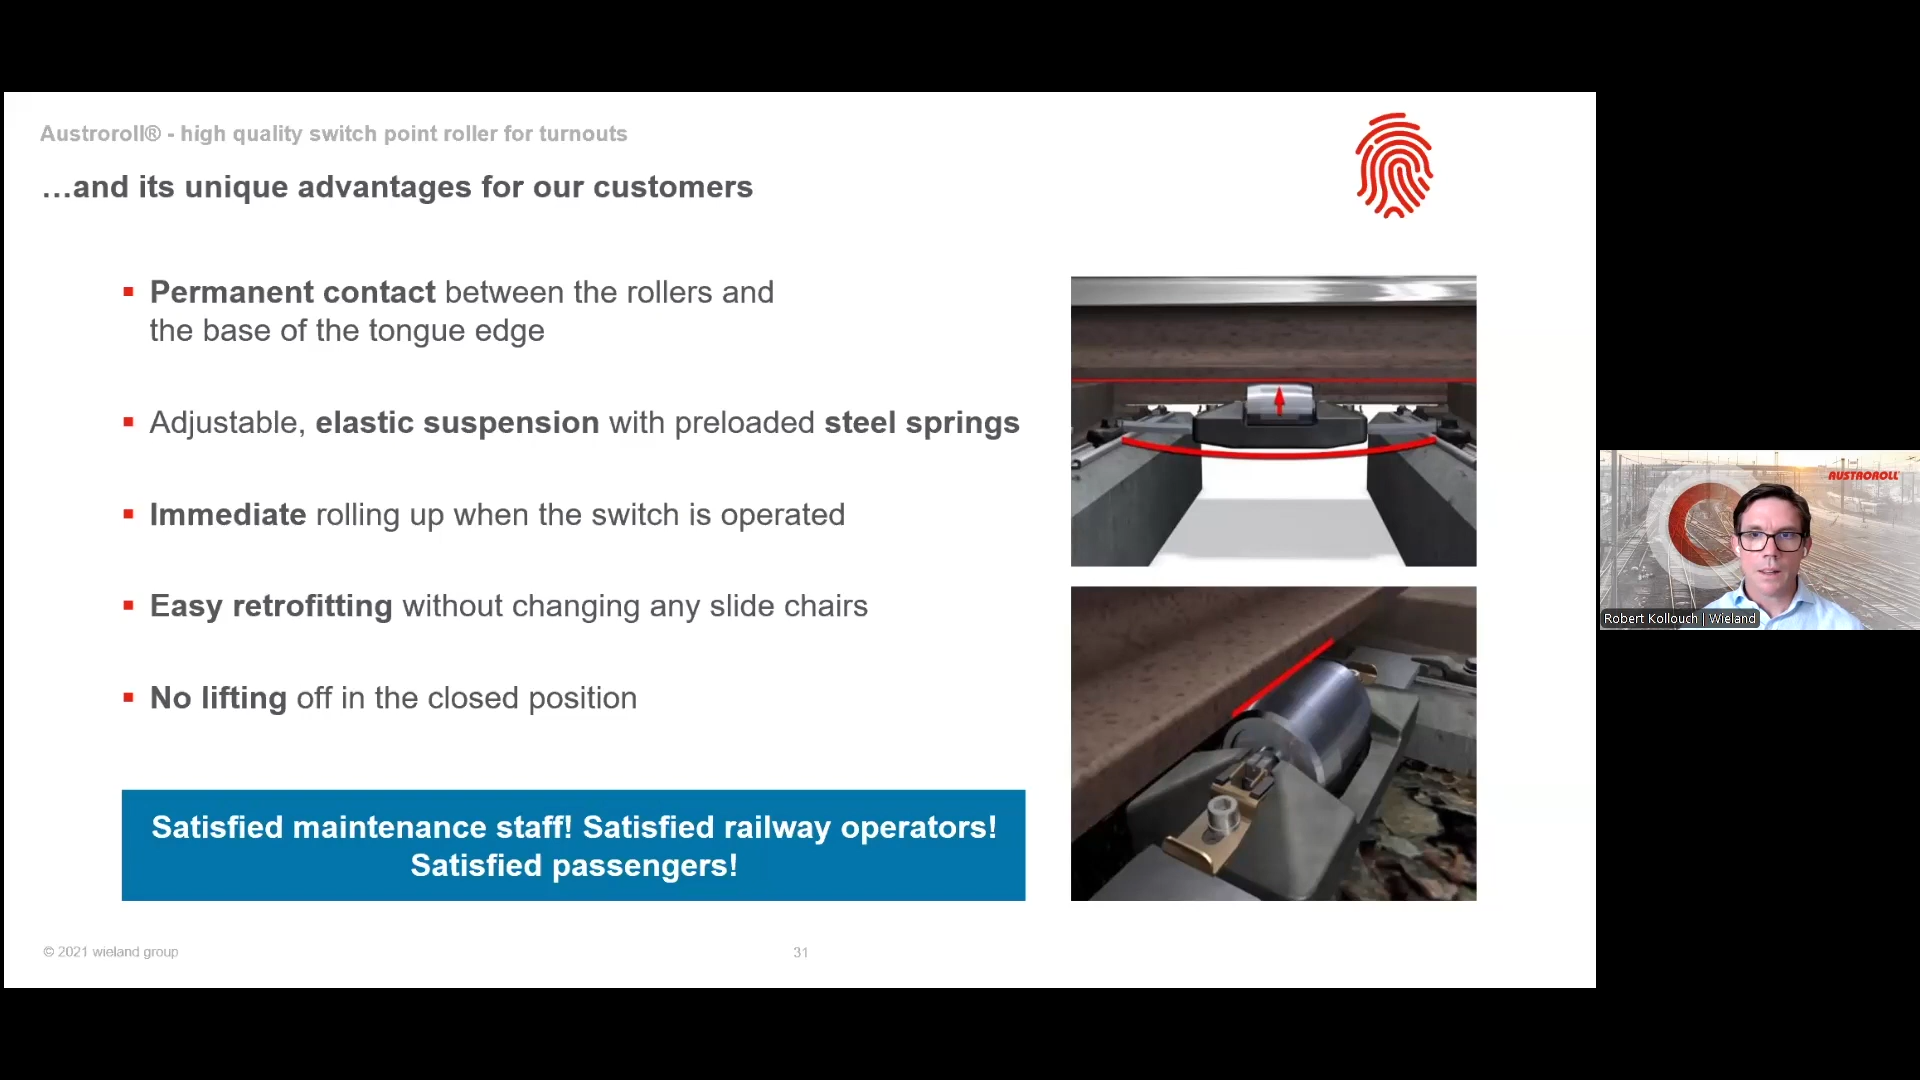 Austroroll® - high quality switch point roller for turnouts
…and its unique advantages for our customers
▪ Permanent contact between the rollers and
the base of the tongue edge
▪ Adjustable, elastic suspension with preloaded steel springs
▪ Immediate rolling up when the switch is operated
▪ Easy retrofitting without changing any slide chairs
▪ No lifting off in the closed position
Satisfied maintenance staff! Satisfied railway operators!
Satisfied passengers!
© 2021 wieland group
31
AUSTROROLL
Robert Kollouch | Wieland